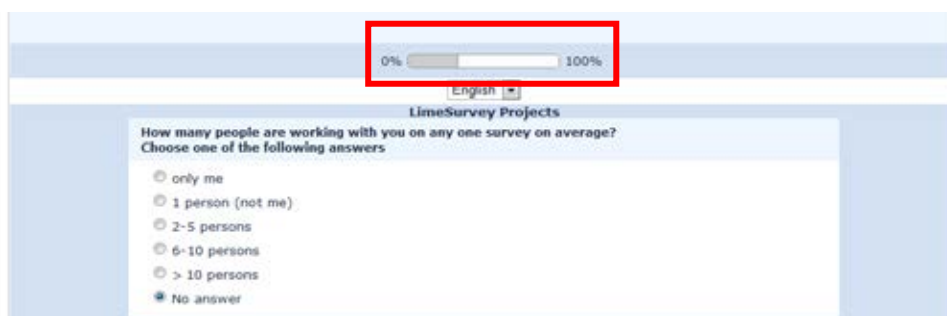 0% 100%
English
LimeSurvey Projects
How many people are working with you on any one survey on average?
Choose one of the following answers
only me
1 person (not me)
2-5 persons
6-10 persons
> 10 persons
No answer